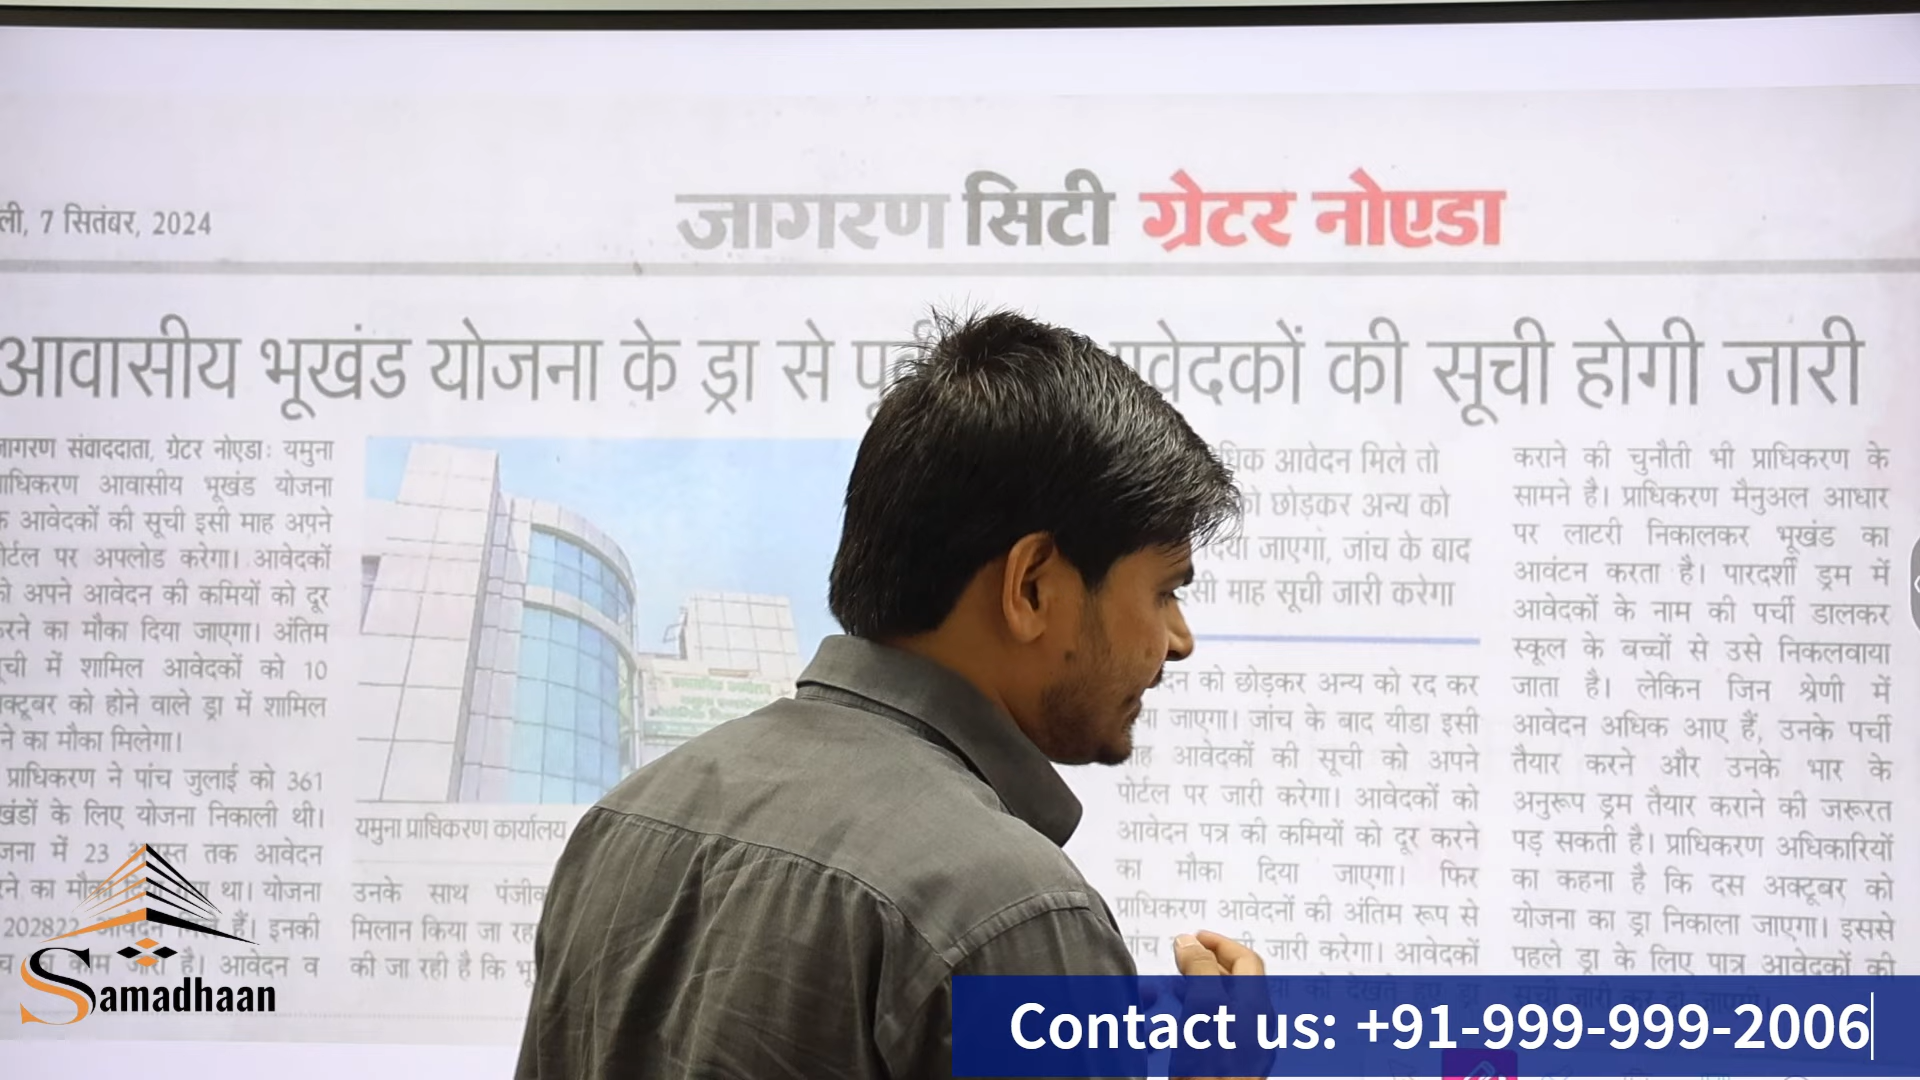 ली, 7 सितंबर, 2024
जागरण सिटी ग्रेटर नोएडा
आवासीय भूखंड योजना के ड्रा से की सूची होगी जारी
जागरण संवाददाता, ग्रेटर नोएडा: यमुना
प्राधिकरण आवासीय भूखंड योजना
आवेदकों की सूची इसी माह अपने
पर अपलोड करेगा। आवेदकों
अपने आवेदन की कमियों को दूर
का मौका दिया जाएगा। अंतिम
में शामिल आवेदकों को 10
को होने वाले ड्रा में शामिल
का मौका मिलेगा।
प्राधिकरण ने पांच जुलाई को 361
के लिए योजना निकाली थी।
में 23 तक आवेदन
का मौका दिया गया था। योजना
202822 आवेदन मिले हैं। इनकी
काम जारी है। आवेदन व
यमुना प्राधिकरण कार्यालय
उनके साथ
मिलान किया जा
की जा रही है कि
आवेदन मिले तो
छोड़कर अन्य को
जाएगा, जांच के बाद
माह सूची जारी करेगा
को छोड़कर अन्य को रद कर
जाएगा। जांच के बाद यीडा इसी
आवेदकों की सूची को अपने
पोर्टल पर जारी करेगा। आवेदकों को
आवेदन पत्र की कमियों को दूर करने
का मौका दिया जाएगा। फिर
प्राधिकरण आवेदनों की अंतिम रूप से
जारी करेगा। आवेदकों
को देखते हुए ड्रा
कराने की चुनौती भी प्राधिकरण के
सामने है। प्राधिकरण मैनुअल आधार
पर लाटरी निकालकर भूखंड का
आवंटन करता है। पारदर्शी ड्रम में
आवेदकों के नाम की पर्ची डालकर
स्कूल के बच्चों से उसे निकलवाया
जाता है। लेकिन जिन श्रेणी में
आवेदन अधिक आए हैं, उनके पर्ची
तैयार करने और उनके भार के
अनुरूप ड्रम तैयार कराने की जरूरत
पड़ सकती है। प्राधिकरण अधिकारियों
का कहना है कि दस अक्टूबर को
योजना का ड्रा निकाला जाएगा। इससे
पहले ड्रा के लिए पात्र आवेदकों की
सूची जारी कर दी जाएगी।
Samadhaan
Contact us: +91-999-999-2006